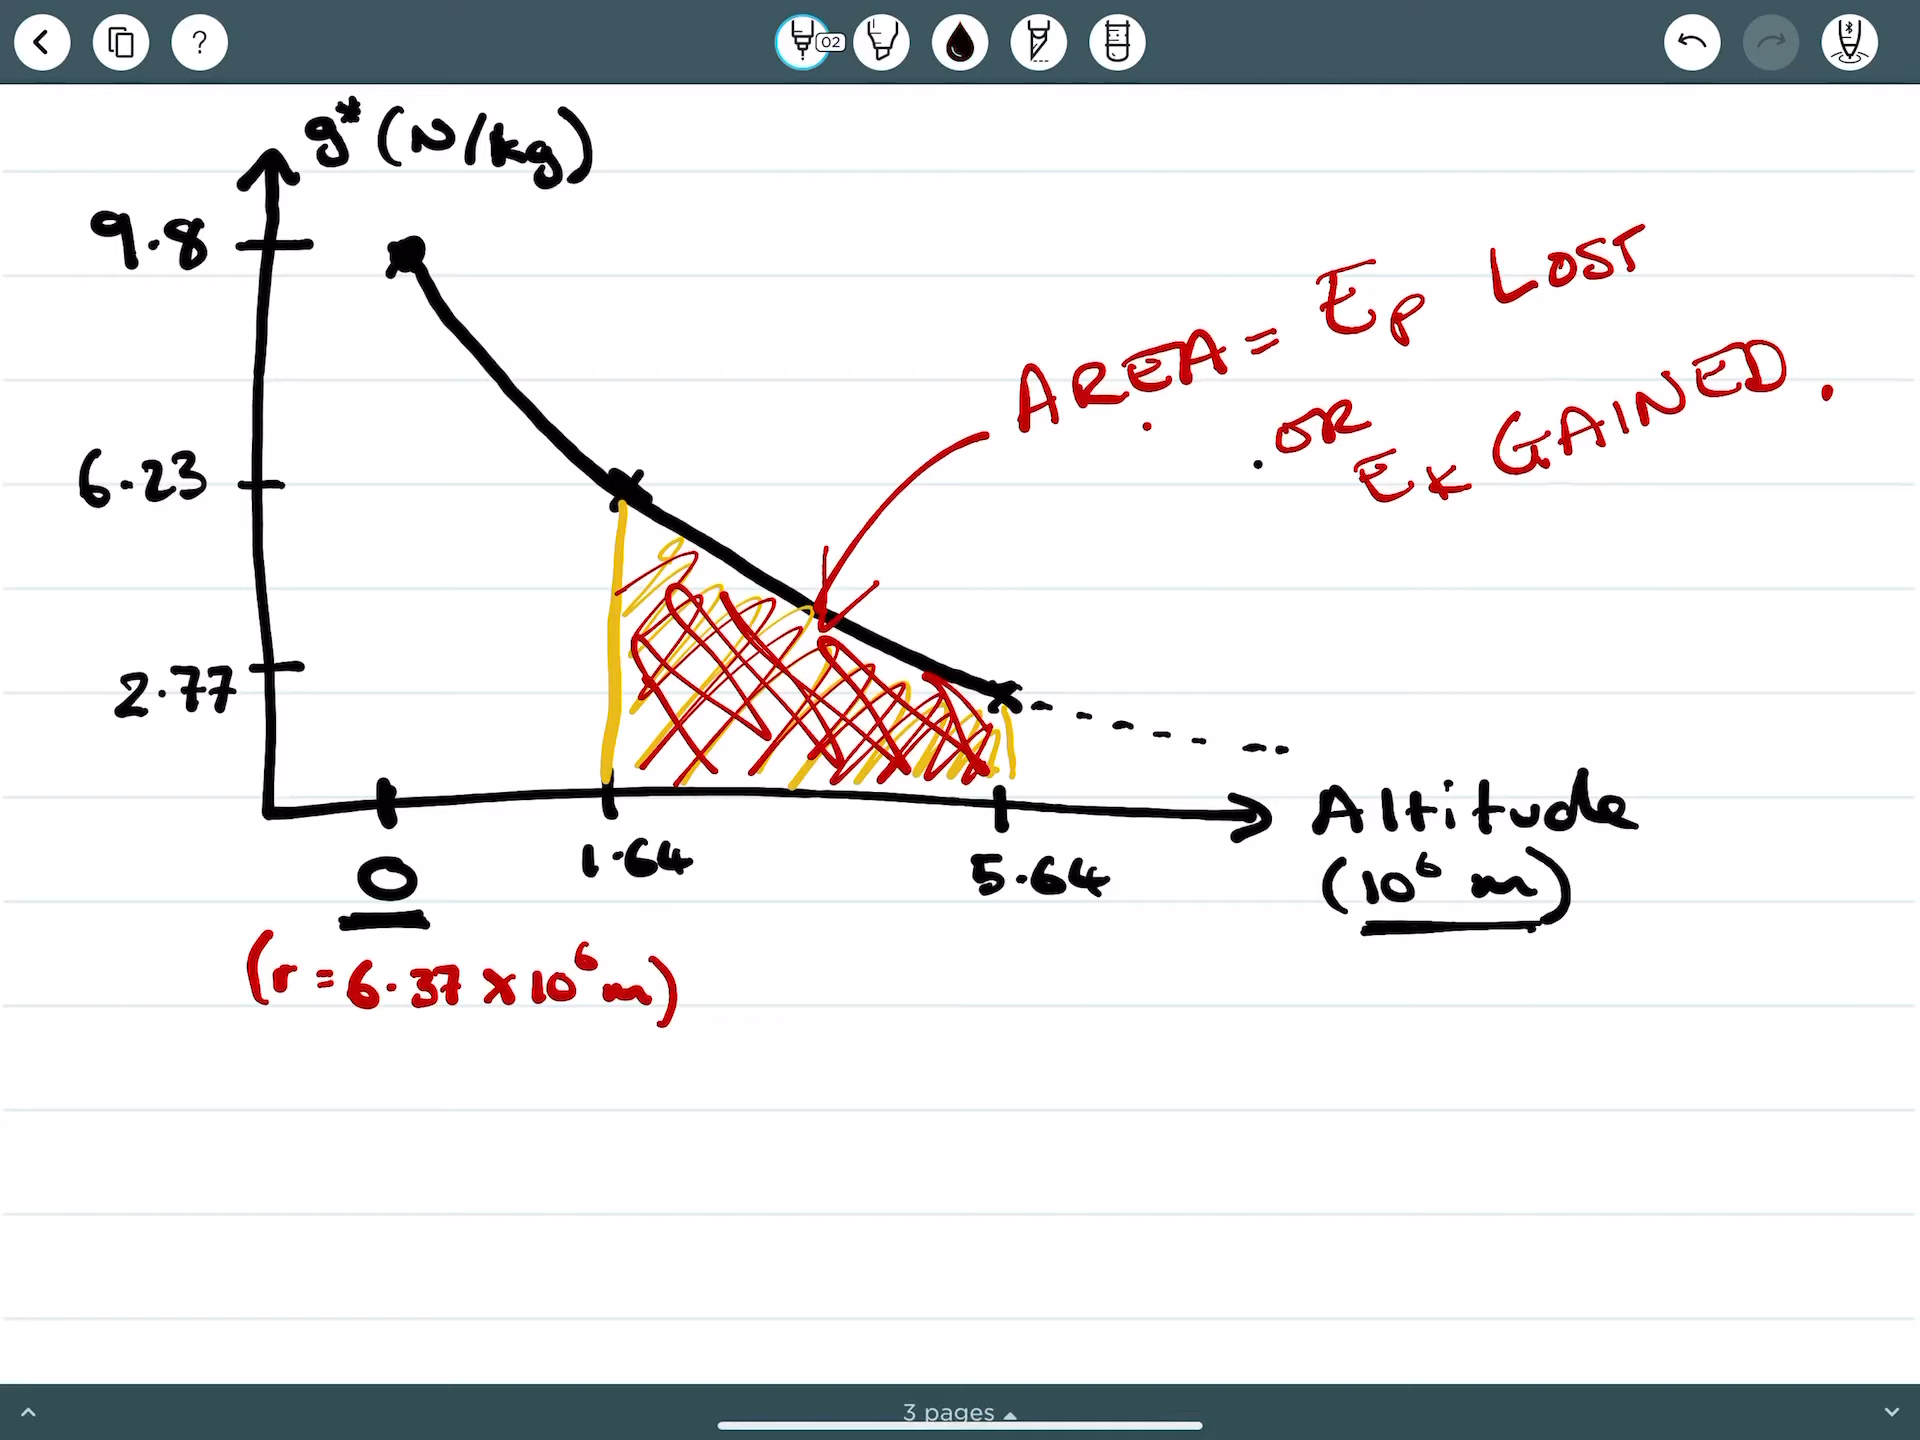 02
g* (N/kg)
9.8
6.23
2.77
AREA = Ep LOST
OR
Ek GAINED.
0
1.64
5.64
Altitude
(10⁶ m)
(r = 6.37 x 10⁶ m)
3 pages